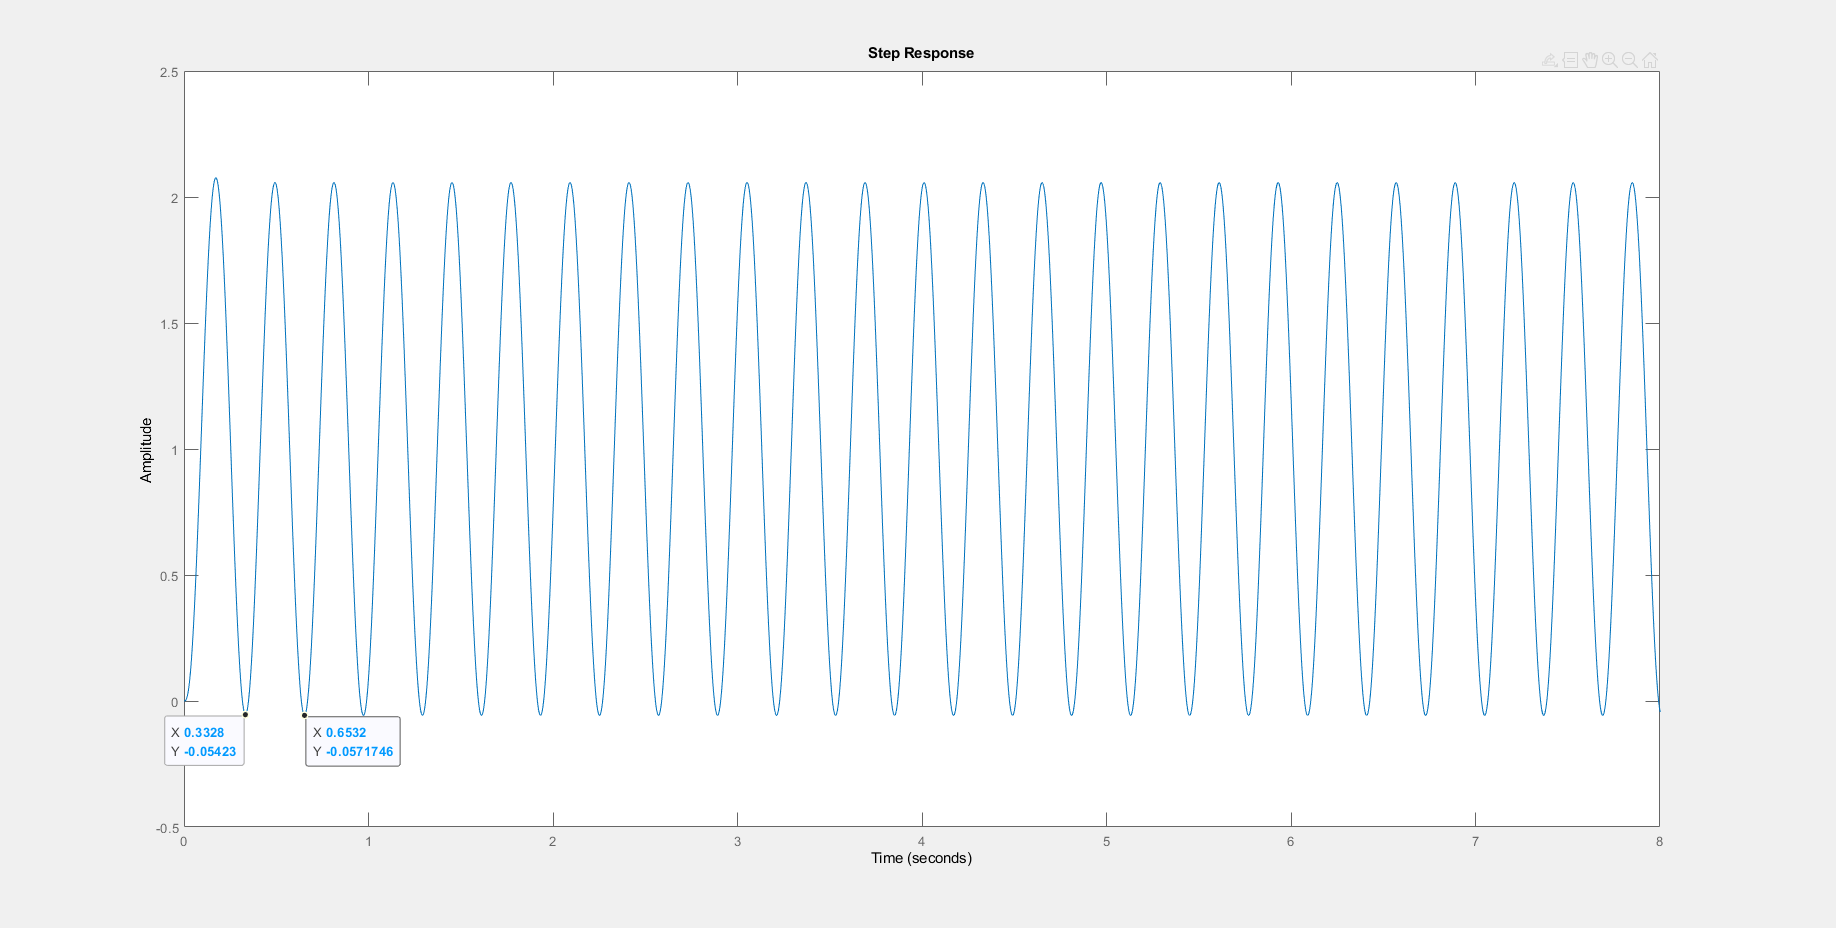 Step Response
2.5
2
1.5
1
0.5
0
-0.5
Amplitude
X 0.3328
Y -0.05423
X 0.6532
Y -0.0571746
0 1 2 3 4 5 6 7 8
Time (seconds)